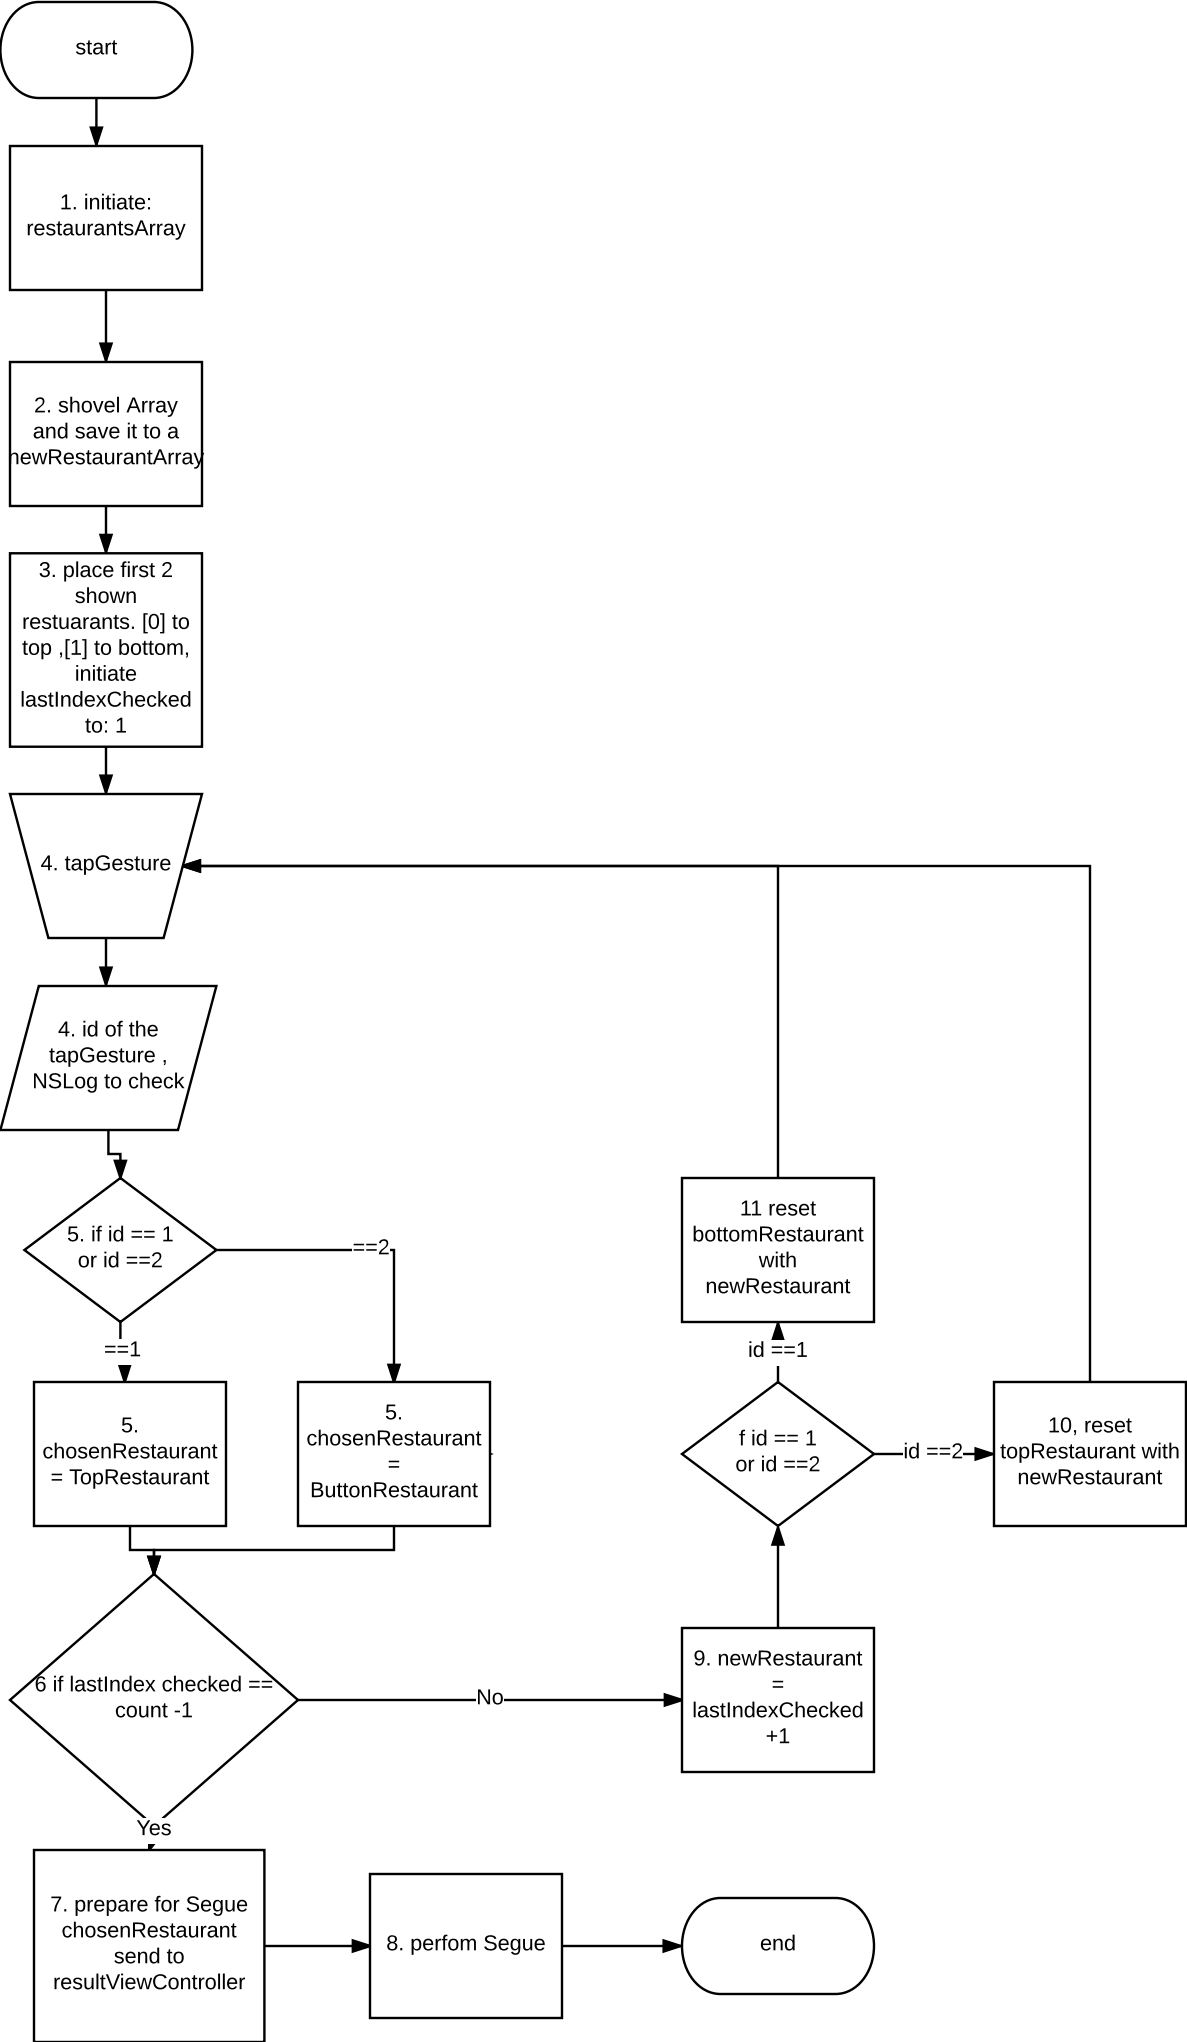 start
1. initiate:
restaurantsArray
2. shovel Array
and save it to a
newRestaurantArray
3. place first 2
shown
restuarants. [0] to
top ,[1] to bottom,
initiate
lastIndexChecked
to: 1
4. tapGesture
4. id of the
tapGesture ,
NSLog to check
5. if id == 1
or id ==2
==2
==1
5.
chosenRestaurant
= TopRestaurant
5.
chosenRestaurant
=
ButtonRestaurant
6 if lastIndex checked ==
count -1
No
Yes
9. newRestaurant
=
lastIndexChecked
+1
f id == 1
or id ==2
id ==1
id ==2
11 reset
bottomRestaurant
with
newRestaurant
10, reset
topRestaurant with
newRestaurant
7. prepare for Segue
chosenRestaurant
send to
resultViewController
8. perfom Segue
end